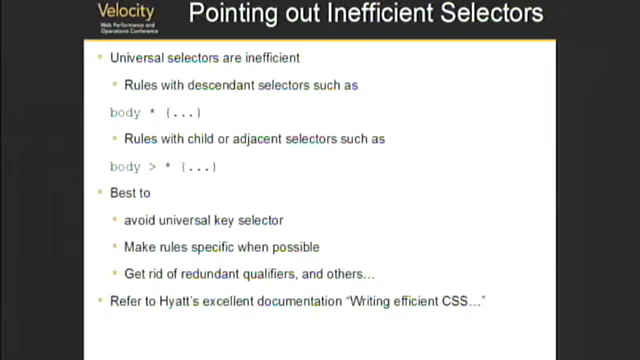 Velocity
Web Performance and
Operations Conference
Pointing out Inefficient Selectors
Universal selectors are inefficient
Rules with descendant selectors such as
body * {...}
Rules with child or adjacent selectors such as
body > * {...}
Best to
avoid universal key selector
Make rules specific when possible
Get rid of redundant qualifiers, and others…
Refer to Hyatt's excellent documentation “Writing efficient CSS…”